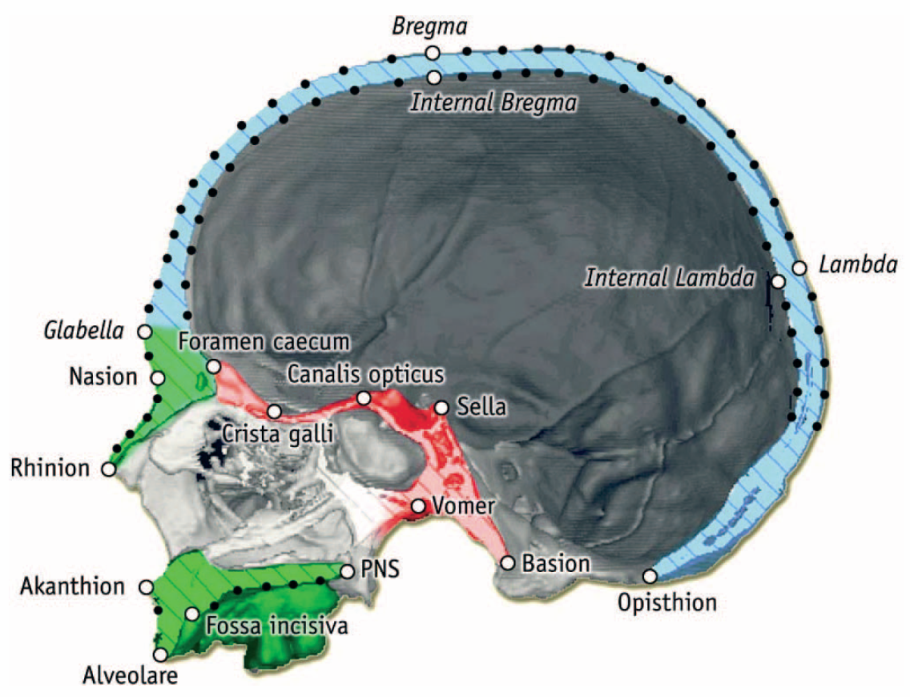 Bregma
Internal Bregma
Lambda
Internal Lambda
Glabella
Foramen caecum
Nasion
Canalis opticus
Sella
Crista galli
Rhinion
Vomer
Basion
PNS
Akanthion
Opisthion
Fossa incisiva
Alveolare